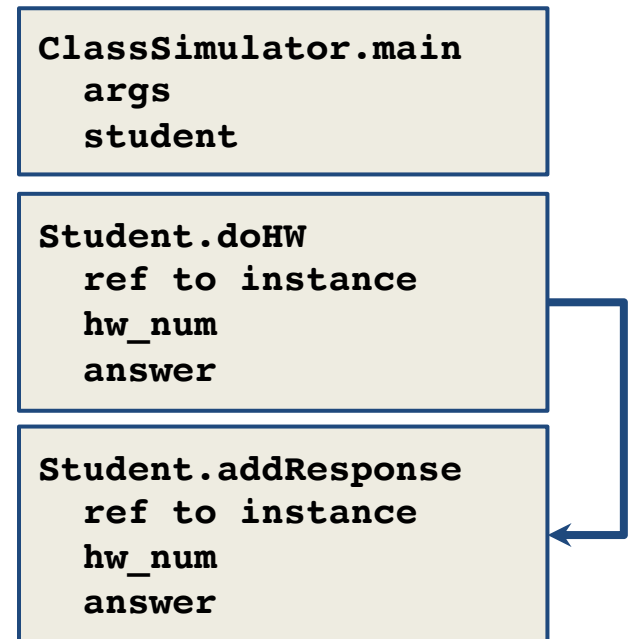 ClassSimulator.main
args
student
Student.doHW
ref to instance
hw_num
answer
Student.addResponse
ref to instance
hw_num
answer